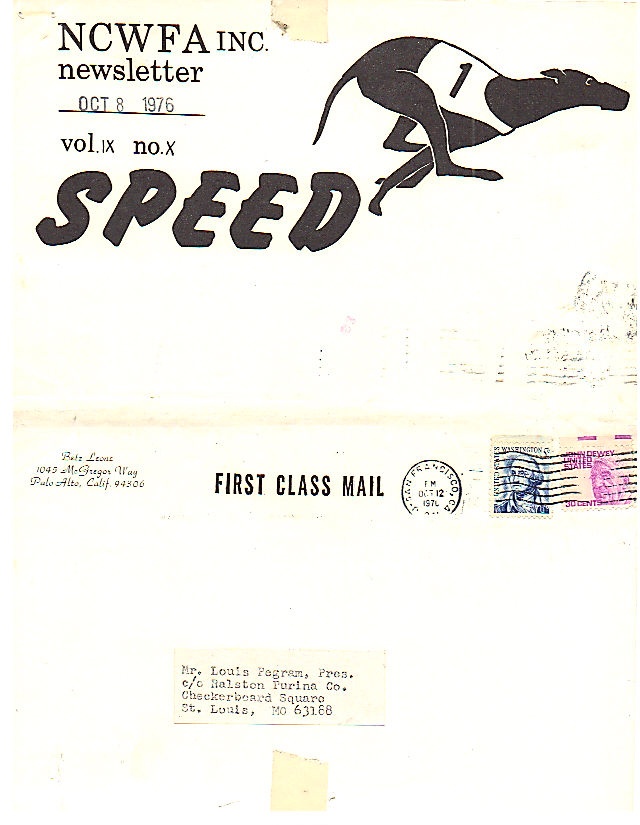 NCWFA INC.
newsletter
OCT 8 1976
vol.IX no.X
1
SPEED
Betz Leone
1045 McGregor Way
Palo Alto, Calif. 94306
FIRST CLASS MAIL
SAN FRANCISCO, CA
PM
OCT 12
1976
WASHINGTON
JOHN DEWEY
UNITED
STATES
30 CENTS
Mr. Louis Pegram, Pres.
c/o Ralston Purina Co.
Checkerboard Square
St. Louis, MO 63188